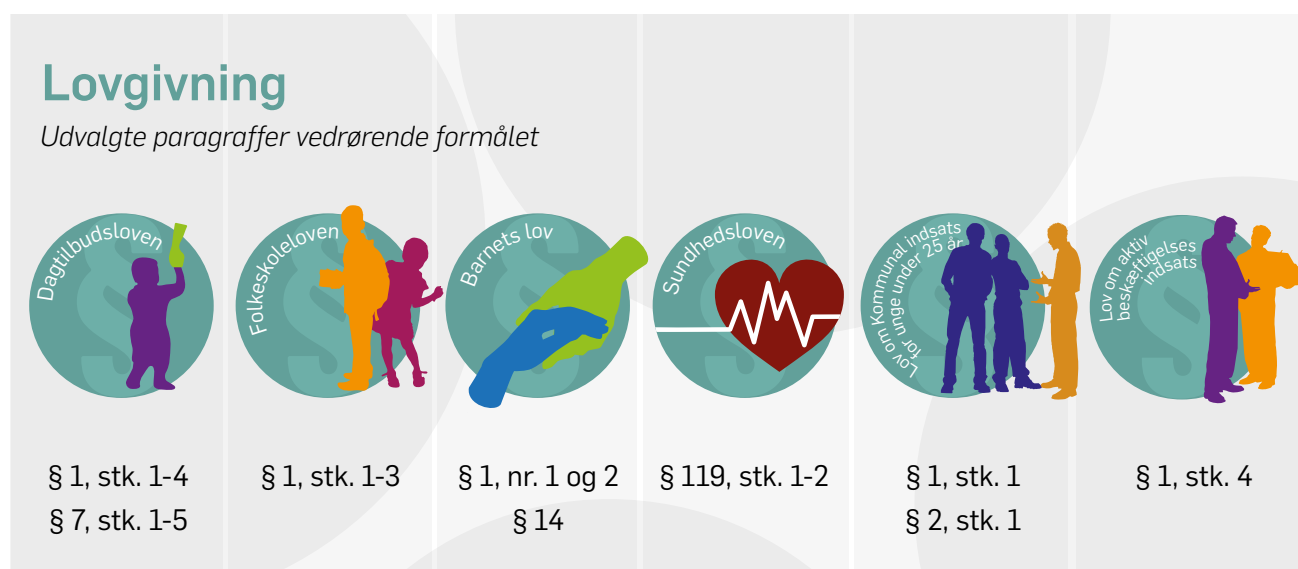 Lovgivning
Udvalgte paragraffer vedrørende formålet
Dagtilbudsloven
§ 1, stk. 1-4
§ 7, stk. 1-5
Folkeskoleloven
§ 1, stk. 1-3
Barnets lov
§ 1, nr. 1 og 2
§ 14
Sundhedsloven
§ 119, stk. 1-2
Lov om Kommunal indsats
for unge under 25 år
§ 1, stk. 1
§ 2, stk. 1
Lov om aktiv
beskæftigelses
indsats
§ 1, stk. 4